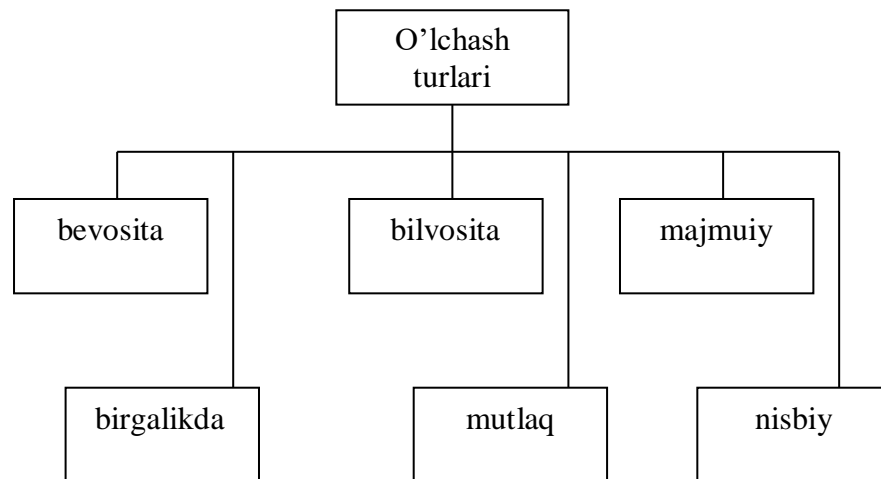 O’lchash
turlari
bevosita
bilvosita
majmuiy
birgalikda
mutlaq
nisbiy